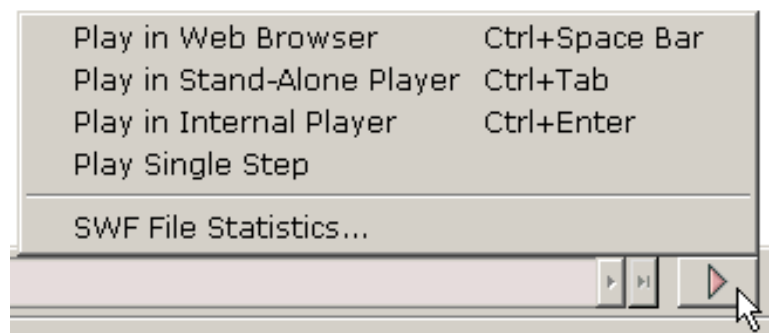 Play in Web Browser Ctrl+Space Bar
Play in Stand-Alone Player Ctrl+Tab
Play in Internal Player Ctrl+Enter
Play Single Step
SWF File Statistics...